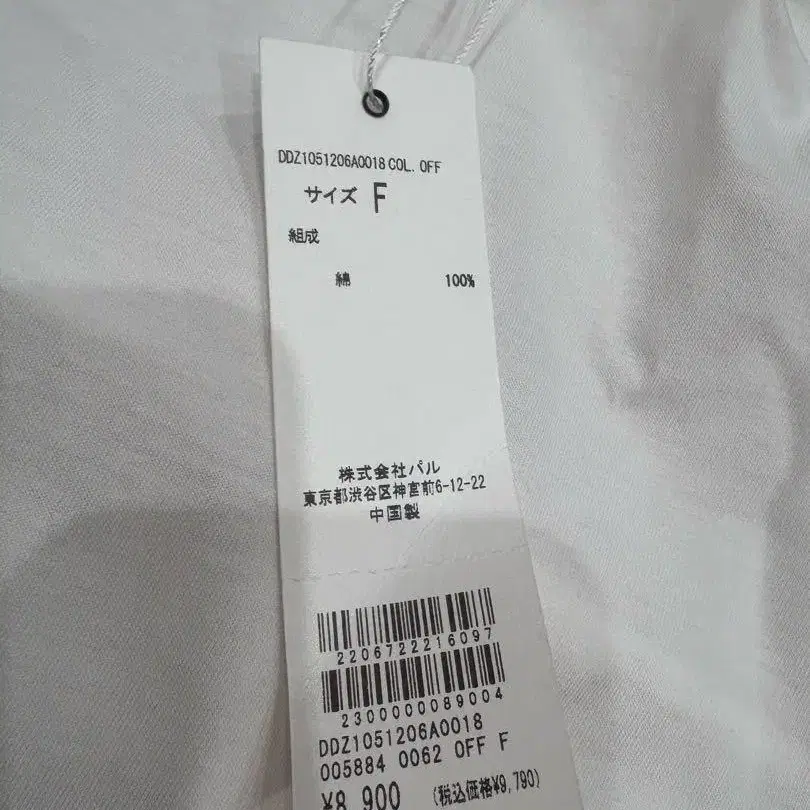 DDZ1051206A0018 COL. OFF
サイズ F
組成
綿 100%
株式会社パル
東京都渋谷区神宮前6-12-22
中国製
2206722216097
2300000089004
DDZ1051206A0018
005884 0062 OFF F
¥8,900 (税込価格¥9,790)